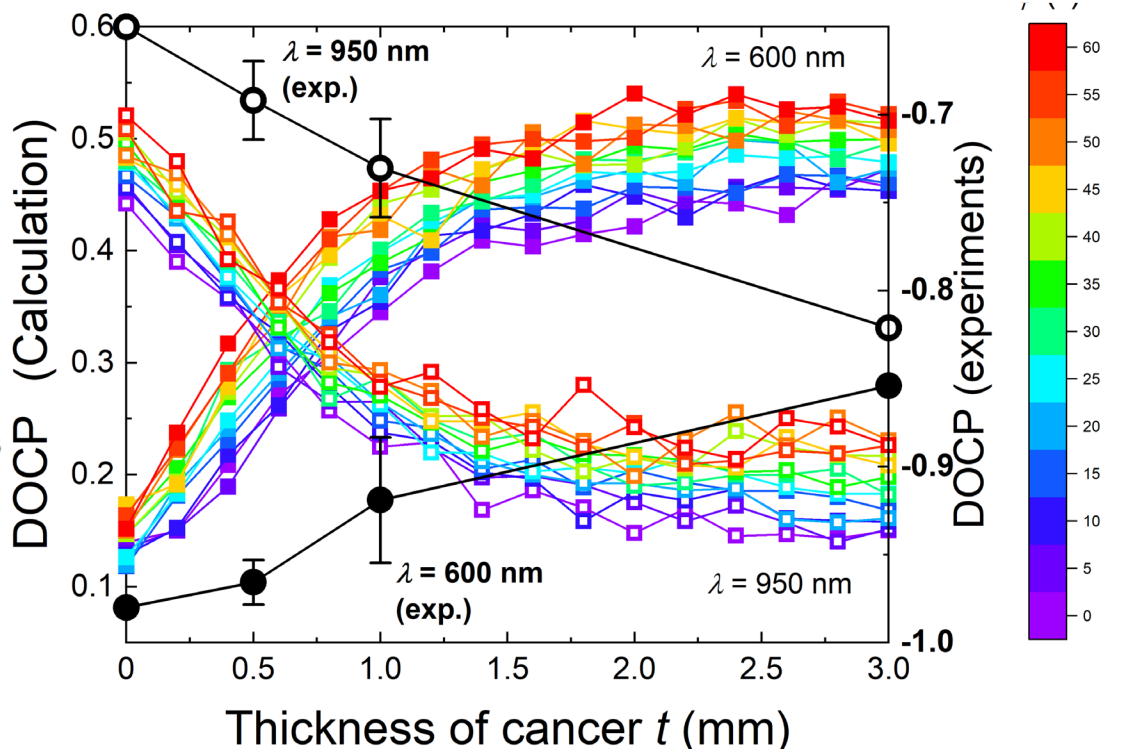 0.6
0.5
0.4
0.3
0.2
0.1
DOCP (Calculation)
λ = 950 nm
(exp.)
λ = 600 nm
λ = 600 nm
(exp.)
λ = 950 nm
-0.7
-0.8
-0.9
-1.0
DOCP (experiments)
0 0.5 1.0 1.5 2.0 2.5 3.0
Thickness of cancer t (mm)
60
55
50
45
40
35
30
25
20
15
10
5
0